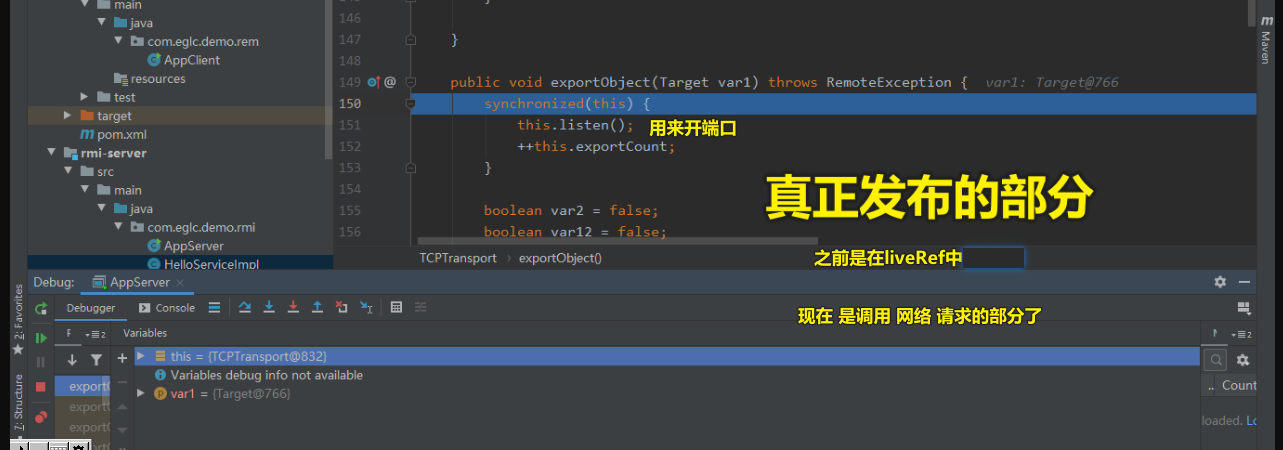 main
146
java
147
}
com.eglc.demo.rem
148
AppClient
149 @ public void exportObject(Target var1) throws RemoteException { var1: Target@766
resources
150 synchronized(this) {
test
151 this.listen(); 用来开端口
target
152 ++this.exportCount;
pom.xml
153 }
rmi-server
154
src
真正发布的部分
main
155 boolean var2 = false;
java
156 boolean var12 = false;
com.eglc.demo.rmi
AppServer
TCPTransport › exportObject()
之前是在liveRef中
HelloServiceImpl
Debug: AppServer ×
Debugger Console
现在 是调用 网络 请求的部分了
F 2 Variables
2
this = {TCPTransport@832}
Variables debug info not available
var1 = {Target@766}
export
.. Count
loaded. Lo
Maven
2: Favorites
7: Structure